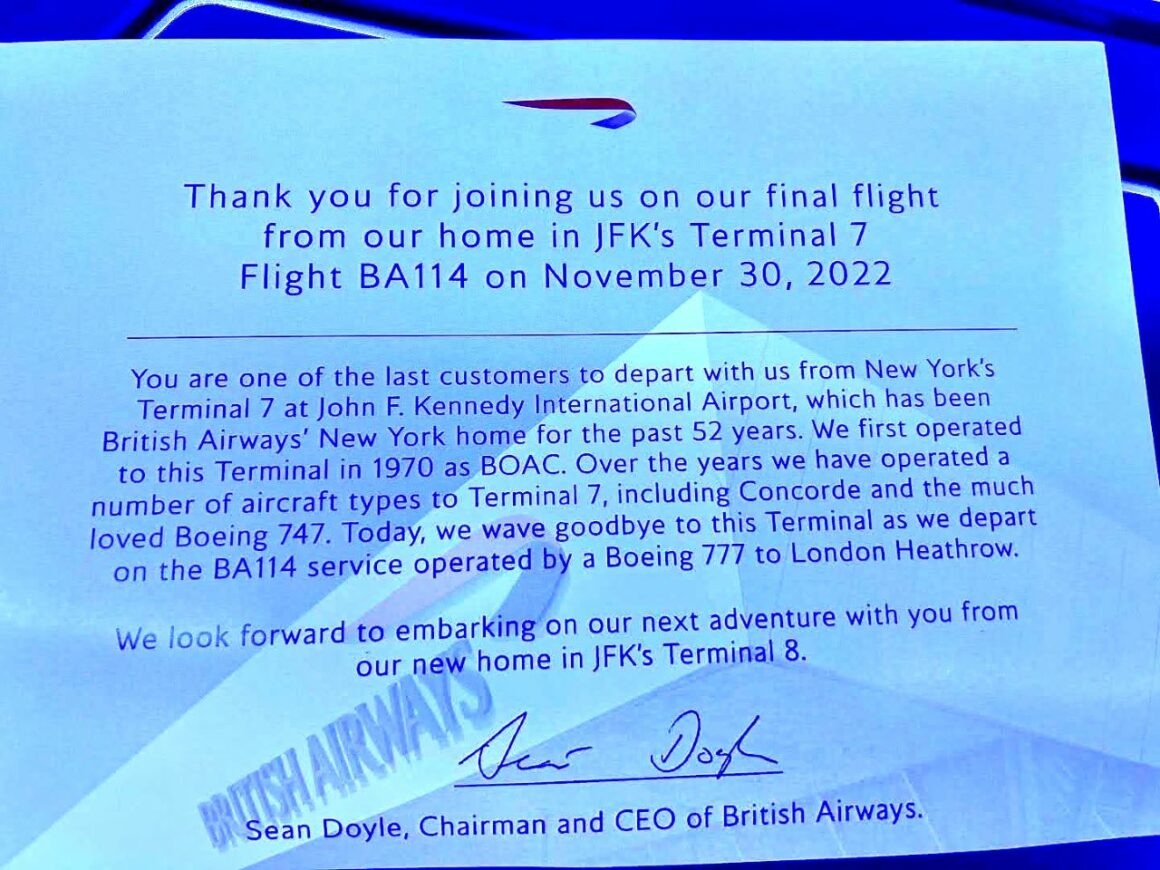 Thank you for joining us on our final flight
from our home in JFK's Terminal 7
Flight BA114 on November 30, 2022
You are one of the last customers to depart with us from New York's
Terminal 7 at John F. Kennedy International Airport, which has been
British Airways' New York home for the past 52 years. We first operated
to this Terminal in 1970 as BOAC. Over the years we have operated a
number of aircraft types to Terminal 7, including Concorde and the much
loved Boeing 747. Today, we wave goodbye to this Terminal as we depart
on the BA114 service operated by a Boeing 777 to London Heathrow.
We look forward to embarking on our next adventure with you from
our new home in JFK's Terminal 8.
BRITISH AIRWAYS
Sean Doyle
Sean Doyle, Chairman and CEO of British Airways.